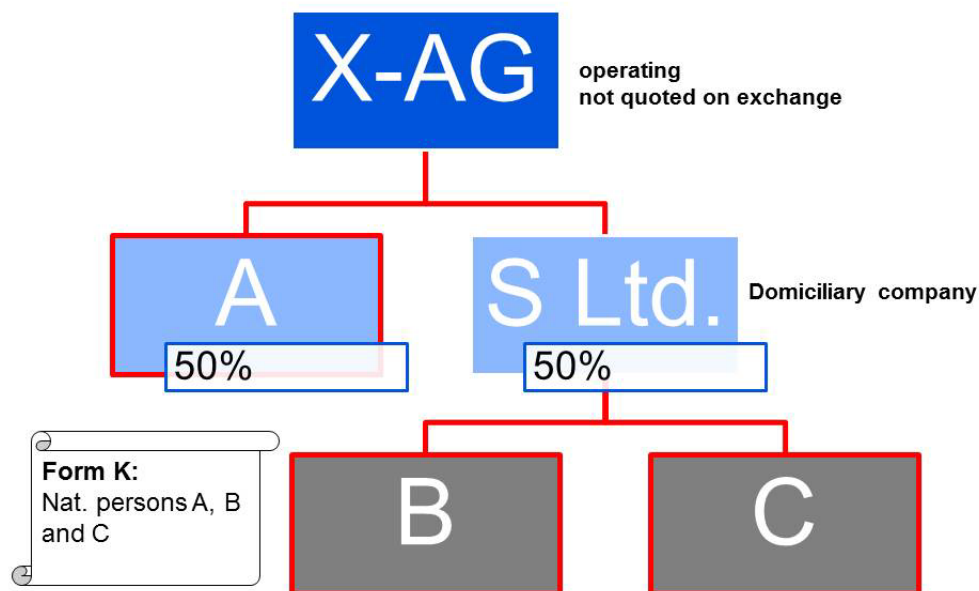 X-AG
operating
not quoted on exchange
A
50%
S Ltd.
50%
Domiciliary company
Form K:
Nat. persons A, B
and C
B
C